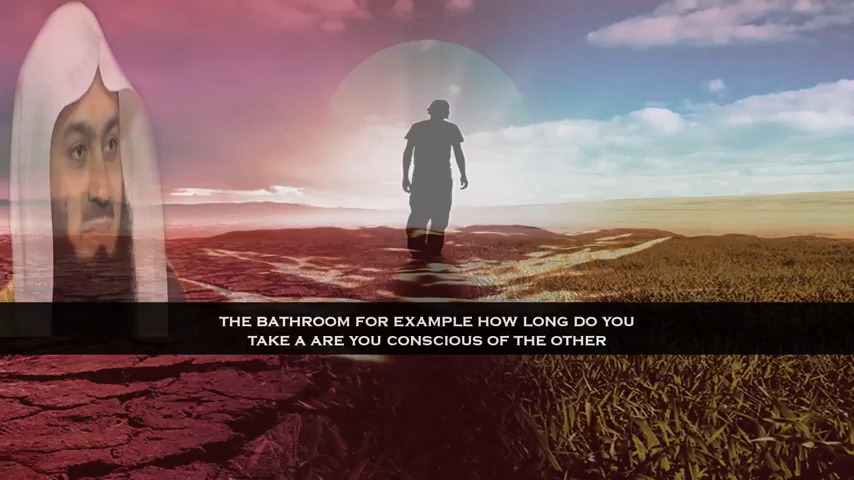 THE BATHROOM FOR EXAMPLE HOW LONG DO YOU
TAKE A ARE YOU CONSCIOUS OF THE OTHER